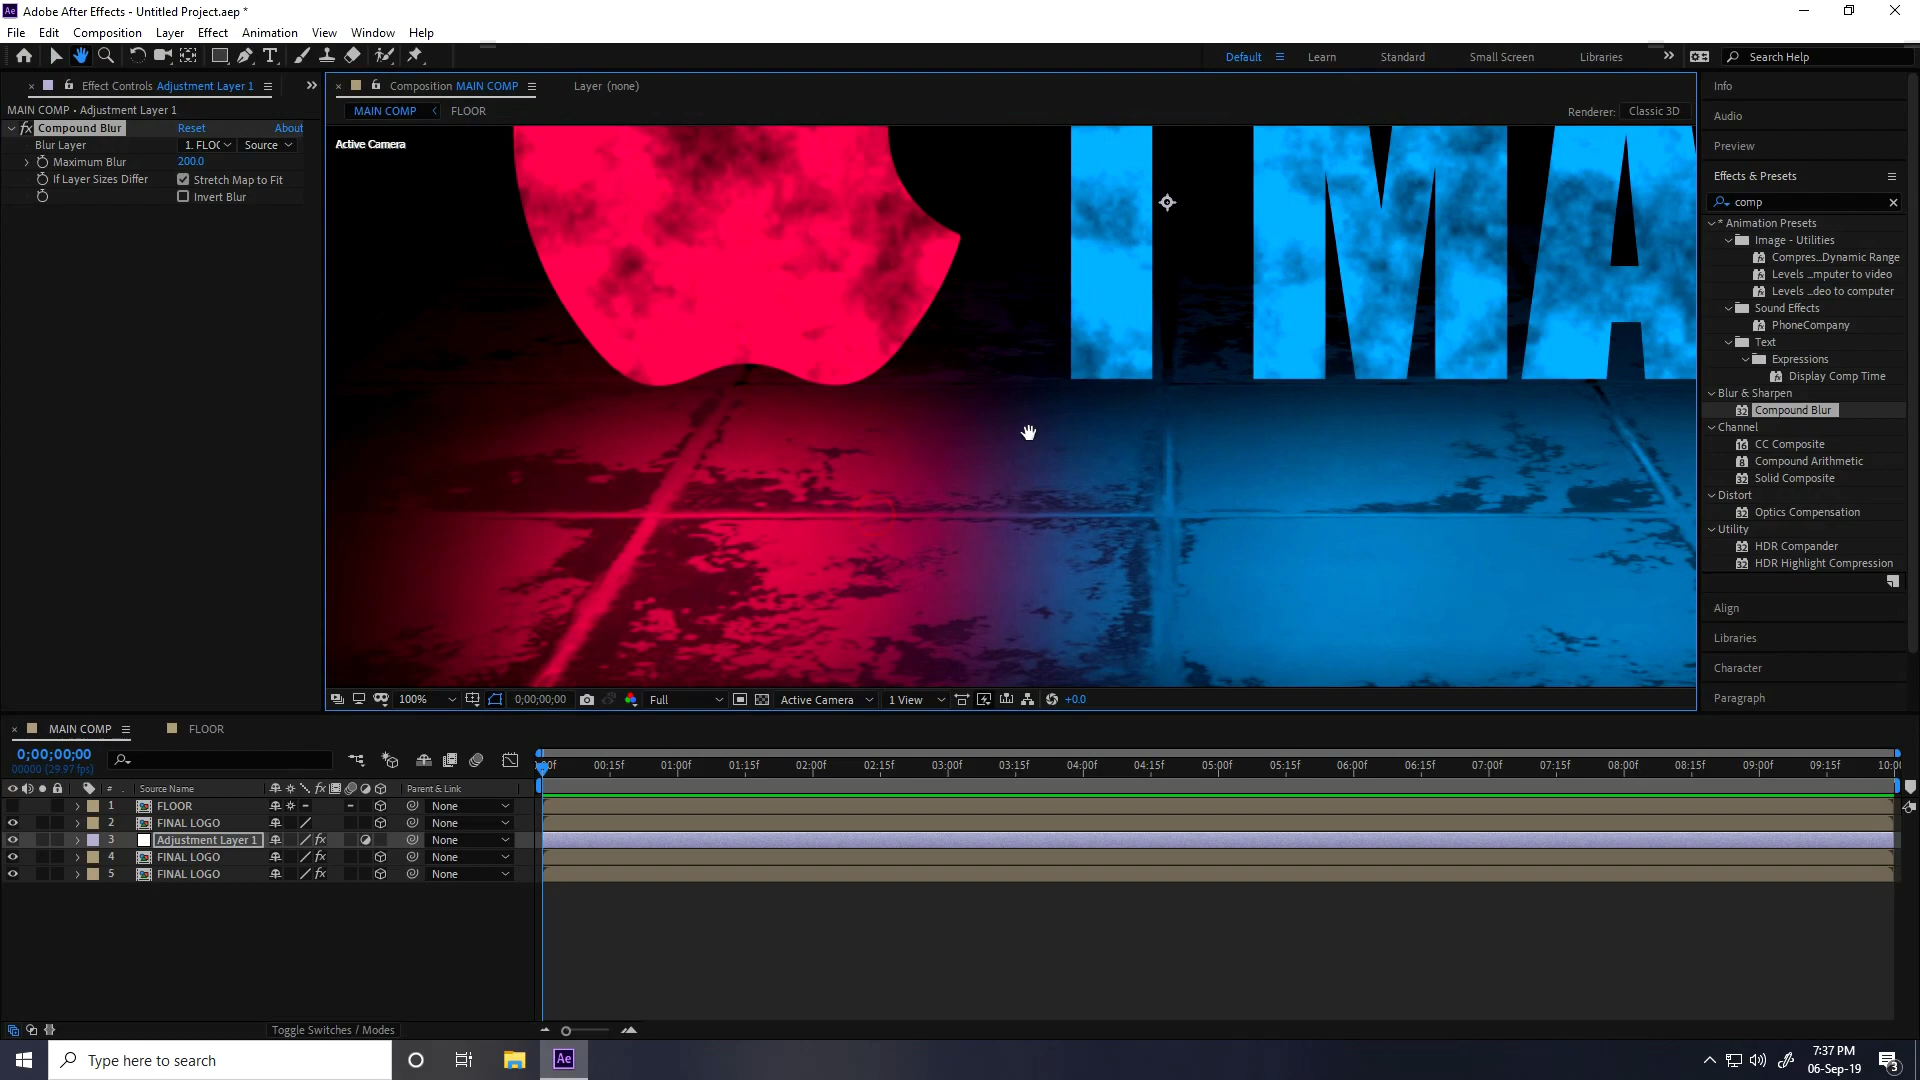 Adobe After Effects - Untitled Project.aep *
File Edit Composition Layer Effect Animation View Window Help
Default Learn Standard Small Screen Libraries Search Help
Effect Controls Adjustment Layer 1
MAIN COMP • Adjustment Layer 1
Compound Blur Reset About
Blur Layer 1. FLOO Source
Maximum Blur 200.0
If Layer Sizes Differ Stretch Map to Fit
Invert Blur
Composition MAIN COMP
Layer (none)
MAIN COMP FLOOR
Renderer: Classic 3D
Active Camera
I MA
100% 0;00;00;00 Full Active Camera 1 View +0.0
Info
Audio
Preview
Effects & Presets
comp
* Animation Presets
Image - Utilities
Compres...Dynamic Range
Levels ...mputer to video
Levels ...deo to computer
Sound Effects
PhoneCompany
Text
Expressions
Display Comp Time
Blur & Sharpen
Compound Blur
Channel
CC Composite
Compound Arithmetic
Solid Composite
Distort
Optics Compensation
Utility
HDR Compander
HDR Highlight Compression
Align
Libraries
Character
Paragraph
MAIN COMP FLOOR
0;00;00;00
00000 (29.97 fps)
00:15f 01:00f 01:15f 02:00f 02:15f 03:00f 03:15f 04:00f 04:15f 05:00f 05:15f 06:00f 06:15f 07:00f 07:15f 08:00f 08:15f 09:00f 09:15f
# Source Name Parent & Link
1 FLOOR None
2 FINAL LOGO None
3 Adjustment Layer 1 None
4 FINAL LOGO None
5 FINAL LOGO None
Toggle Switches / Modes
Type here to search
Ae
7:37 PM
06-Sep-19
3